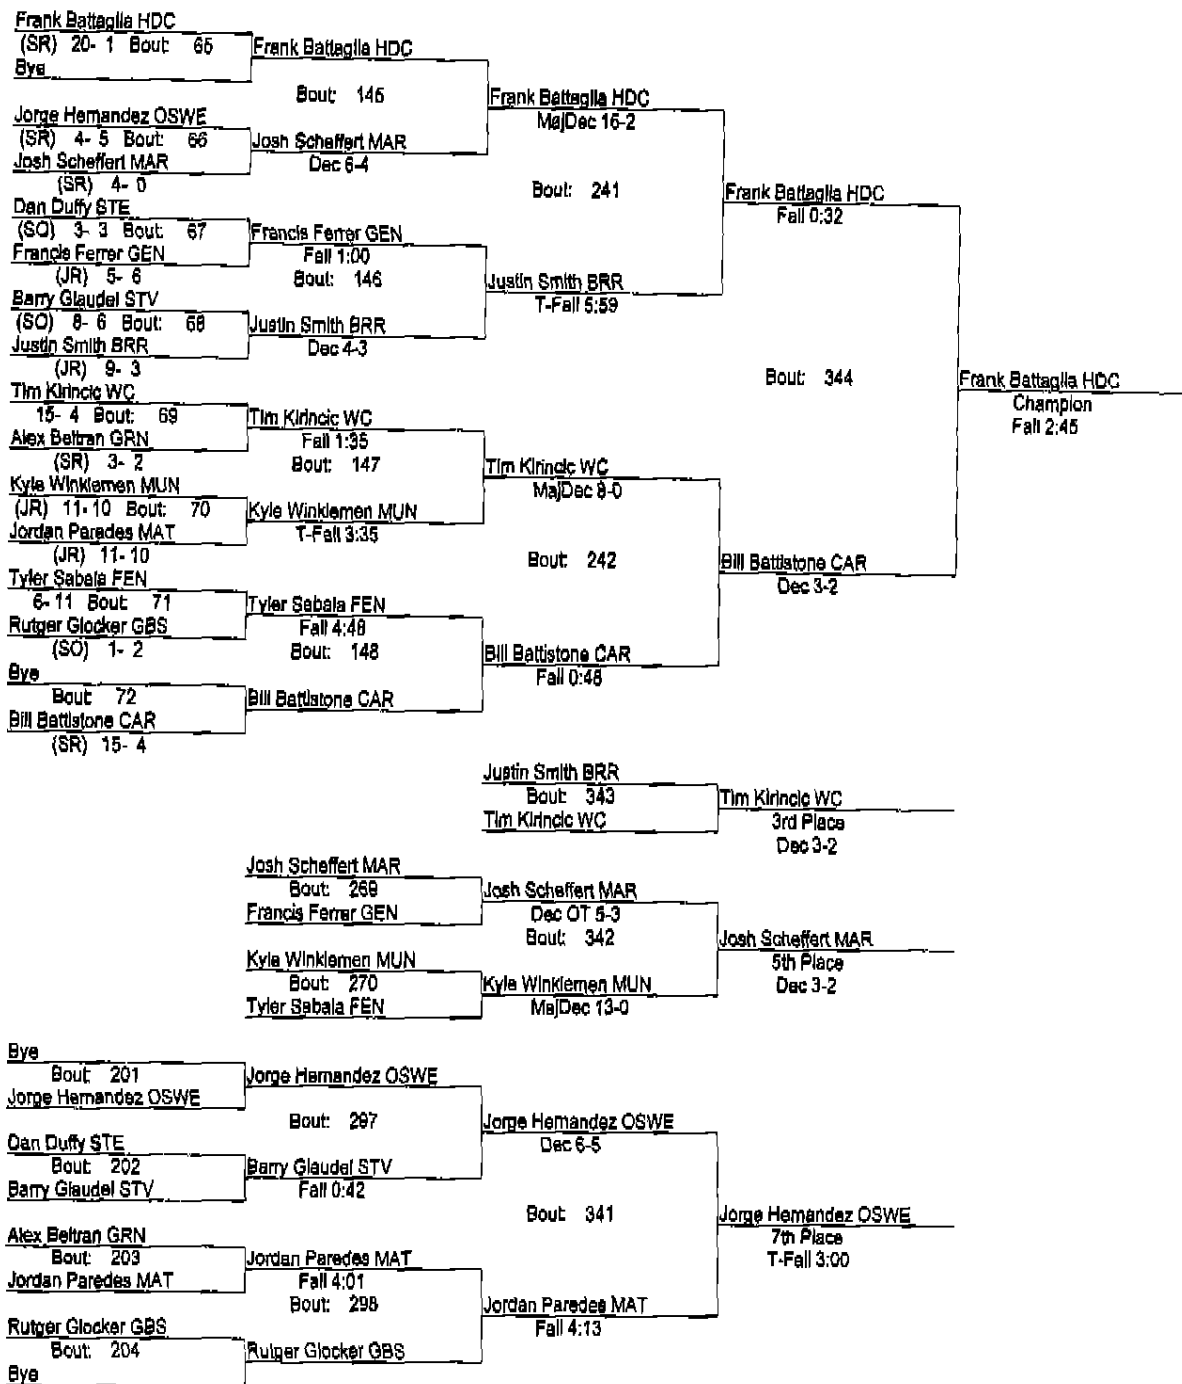 Frank Battaglia HDC
(SR) 20- 1 Bout: 65
Bye
Frank Battaglia HDC
Bout: 145
Jorge Hernandez OSWE
(SR) 4- 5 Bout: 66
Josh Scheffert MAR
(SR) 4- 0
Josh Scheffert MAR
Dec 6-4
Frank Battaglia HDC
MajDec 16-2
Bout: 241
Dan Duffy STE
(SO) 3- 3 Bout: 67
Francis Ferrer GEN
(JR) 5- 6
Francis Ferrer GEN
Fall 1:00
Bout: 146
Barry Glaudel STV
(SO) 8- 6 Bout: 68
Justin Smith BRR
(JR) 9- 3
Justin Smith BRR
Dec 4-3
Justin Smith BRR
T-Fall 5:59
Frank Battaglia HDC
Fall 0:32
Bout: 344
Frank Battaglia HDC
Champion
Fall 2:45
Tim Kirincic WC
15- 4 Bout: 69
Alex Beltran GRN
(SR) 3- 2
Tim Kirincic WC
Fall 1:35
Bout: 147
Kyle Winklemen MUN
(JR) 11- 10 Bout: 70
Jordan Paredes MAT
(JR) 11- 10
Kyle Winklemen MUN
T-Fall 3:35
Tim Kirincic WC
MajDec 8-0
Bout: 242
Tyler Sabala FEN
6- 11 Bout: 71
Rutger Glocker GBS
(SO) 1- 2
Tyler Sabala FEN
Fall 4:48
Bout: 148
Bye
Bout: 72
Bill Battistone CAR
(SR) 15- 4
Bill Battistone CAR
Bill Battistone CAR
Fall 0:48
Bill Battistone CAR
Dec 3-2
Justin Smith BRR
Bout: 343
Tim Kirincic WC
Tim Kirincic WC
3rd Place
Dec 3-2
Josh Scheffert MAR
Bout: 269
Francis Ferrer GEN
Josh Scheffert MAR
Dec OT 5-3
Bout: 342
Kyle Winklemen MUN
Bout: 270
Tyler Sabala FEN
Kyle Winklemen MUN
MajDec 13-0
Josh Scheffert MAR
5th Place
Dec 3-2
Bye
Bout: 201
Jorge Hernandez OSWE
Jorge Hernandez OSWE
Bout: 297
Dan Duffy STE
Bout: 202
Barry Glaudel STV
Barry Glaudel STV
Fall 0:42
Jorge Hernandez OSWE
Dec 6-5
Bout: 341
Alex Beltran GRN
Bout: 203
Jordan Paredes MAT
Jordan Paredes MAT
Fall 4:01
Bout: 298
Rutger Glocker GBS
Bout: 204
Bye
Rutger Glocker GBS
Jordan Paredes MAT
Fall 4:13
Jorge Hernandez OSWE
7th Place
T-Fall 3:00